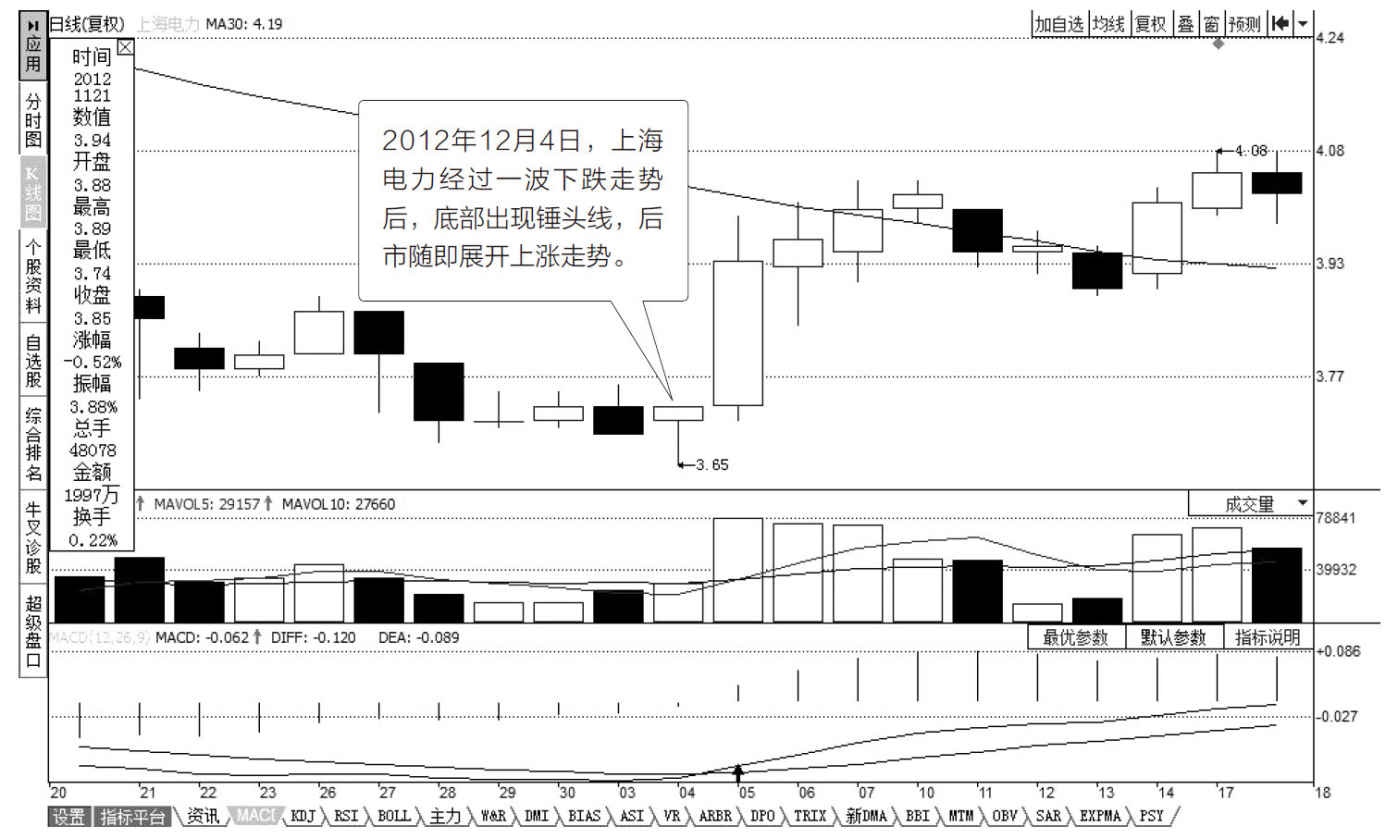 日线(复权) 上海电力 MA30: 4.19
加自选 均线 复权 叠 窗 预测
应用
分时图
K线图
个股资料
自选股
综合排名
牛叉诊股
超级盘口
时间
2012
1121
数值
3.94
开盘
3.88
最高
3.89
最低
3.74
收盘
3.85
涨幅
-0.52%
振幅
3.88%
总手
48078
金额
1997万
换手
0.22%
2012年12月4日，上海
电力经过一波下跌走势
后，底部出现锤头线，后
市随即展开上涨走势。
4.08
3.65
4.24
4.08
3.93
3.77
MAVOL5: 29157↑ MAVOL10: 27660
成交量
78841
39932
MACD(12,26,9) MACD: -0.062↑ DIFF: -0.120 DEA: -0.089
最优参数 默认参数 指标说明
+0.086
-0.027
20 21 22 23 26 27 28 29 30 03 04 05 06 07 10 11 12 13 14 17 18
设置 指标平台 资讯 MACD KDJ RSI BOLL 主力 W&R DMI BIAS ASI VR ARBR DPO TRIX 新DMA BBI MTM OBV SAR EXPMA PSY